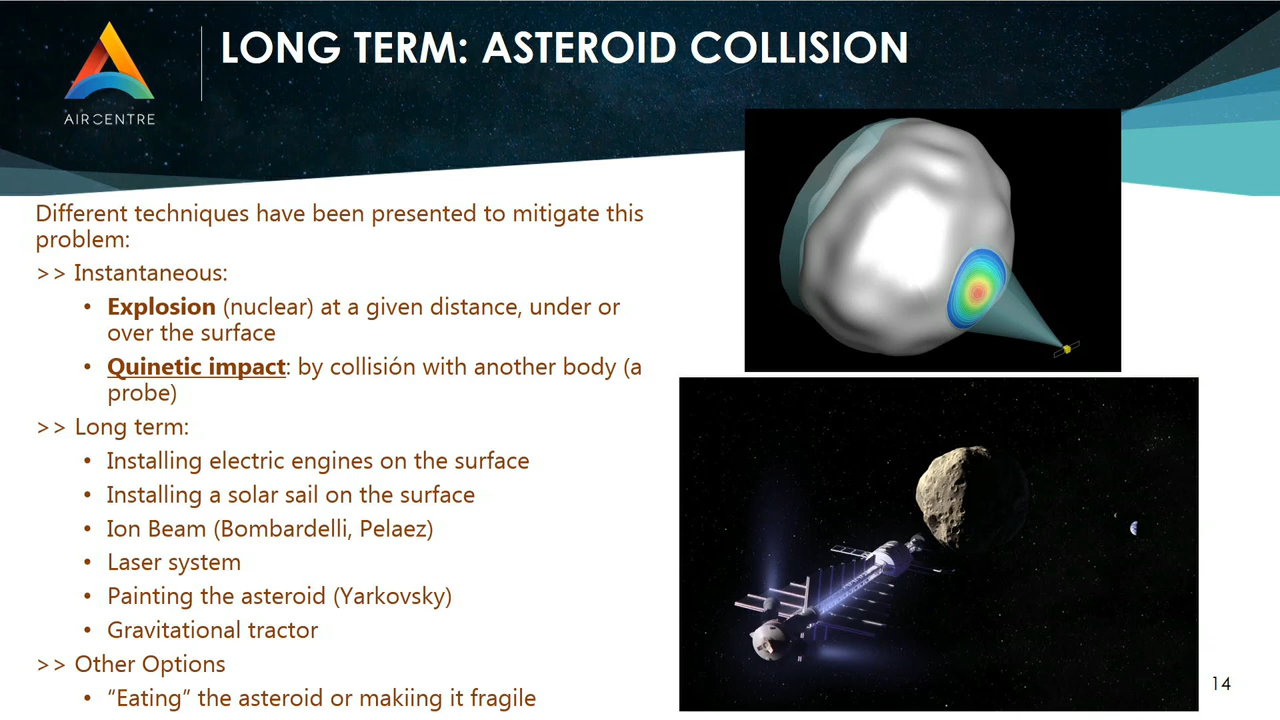 LONG TERM: ASTEROID COLLISION
AIRCENTRE
Different techniques have been presented to mitigate this
problem:
>> Instantaneous:
• Explosion (nuclear) at a given distance, under or
over the surface
• Quinetic impact: by collisión with another body (a
probe)
>> Long term:
• Installing electric engines on the surface
• Installing a solar sail on the surface
• Ion Beam (Bombardelli, Pelaez)
• Laser system
• Painting the asteroid (Yarkovsky)
• Gravitational tractor
>> Other Options
• “Eating” the asteroid or makiing it fragile
14